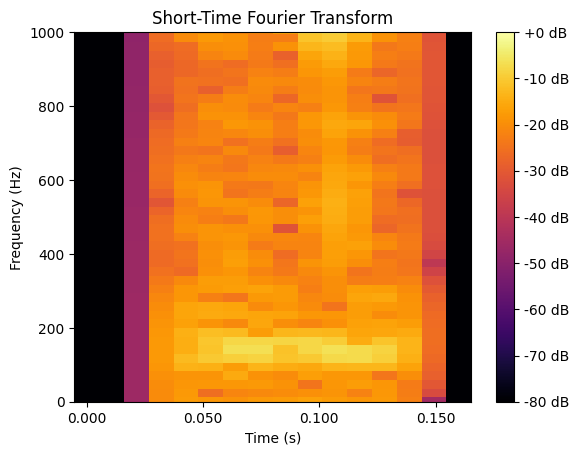 Short-Time Fourier Transform
Frequency (Hz)
1000
800
600
400
200
0
0.000
0.050
0.100
0.150
Time (s)
+0 dB
-10 dB
-20 dB
-30 dB
-40 dB
-50 dB
-60 dB
-70 dB
-80 dB